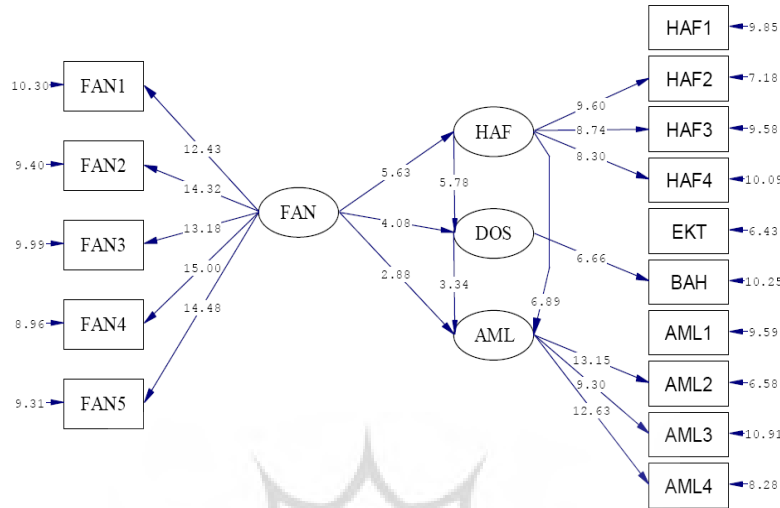 HAF1
9.85
HAF2
7.18
10.30
FAN1
9.60
HAF
8.74
HAF3
9.58
12.43
8.30
9.40
FAN2
5.63
HAF4
10.09
14.32
5.78
FAN
4.08
DOS
EKT
6.43
13.18
9.99
FAN3
6.66
15.00
2.88
BAH
10.25
3.34
6.89
14.48
8.96
FAN4
AML
AML1
9.59
13.15
AML2
6.58
9.30
12.63
9.31
FAN5
AML3
10.91
AML4
8.28